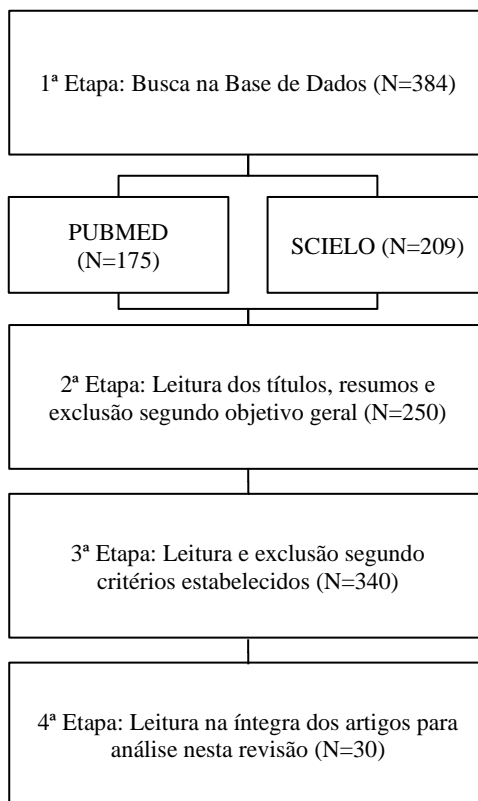 1ª Etapa: Busca na Base de Dados (N=384)
PUBMED
(N=175)
SCIELO (N=209)
2ª Etapa: Leitura dos títulos, resumos e
exclusão segundo objetivo geral (N=250)
3ª Etapa: Leitura e exclusão segundo
critérios estabelecidos (N=340)
4ª Etapa: Leitura na íntegra dos artigos para
análise nesta revisão (N=30)